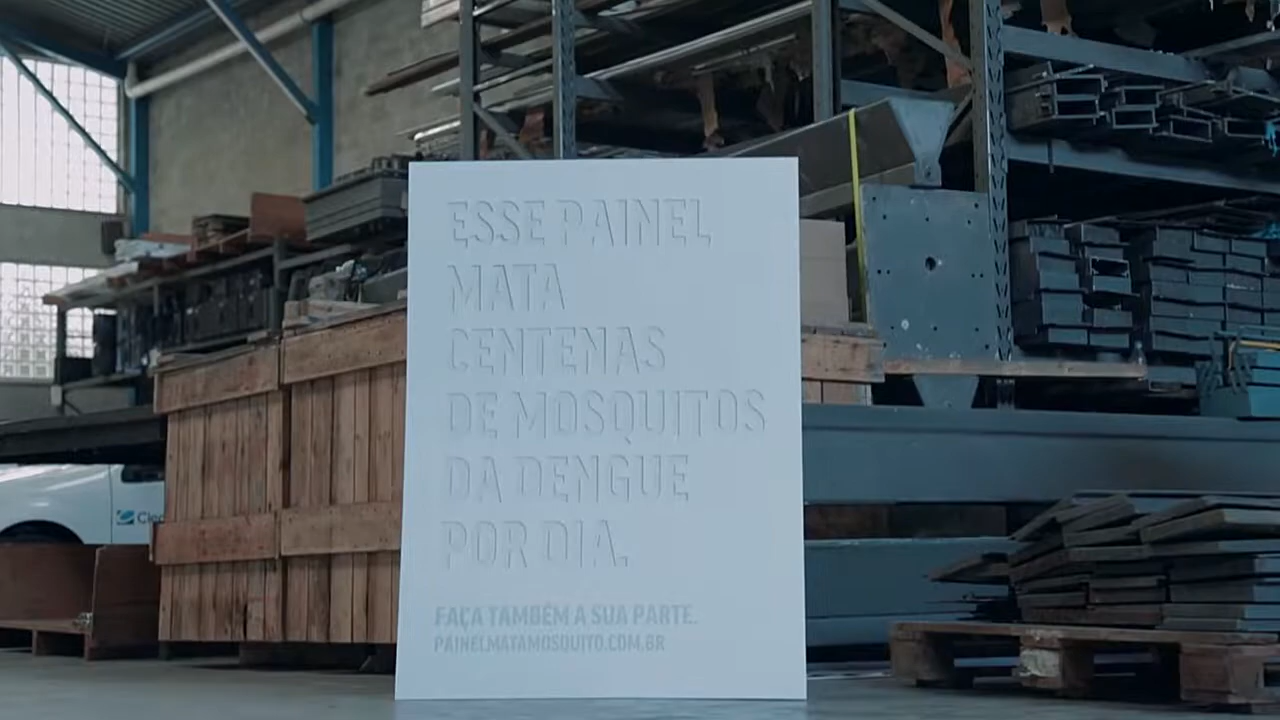 ESSE PAINEL
MATA
CENTENAS
DE MOSQUITOS
DA DENGUE
POR DIA.
FAÇA TAMBÉM A SUA PARTE.
PAINELMATAMOSQUITO.COM.BR